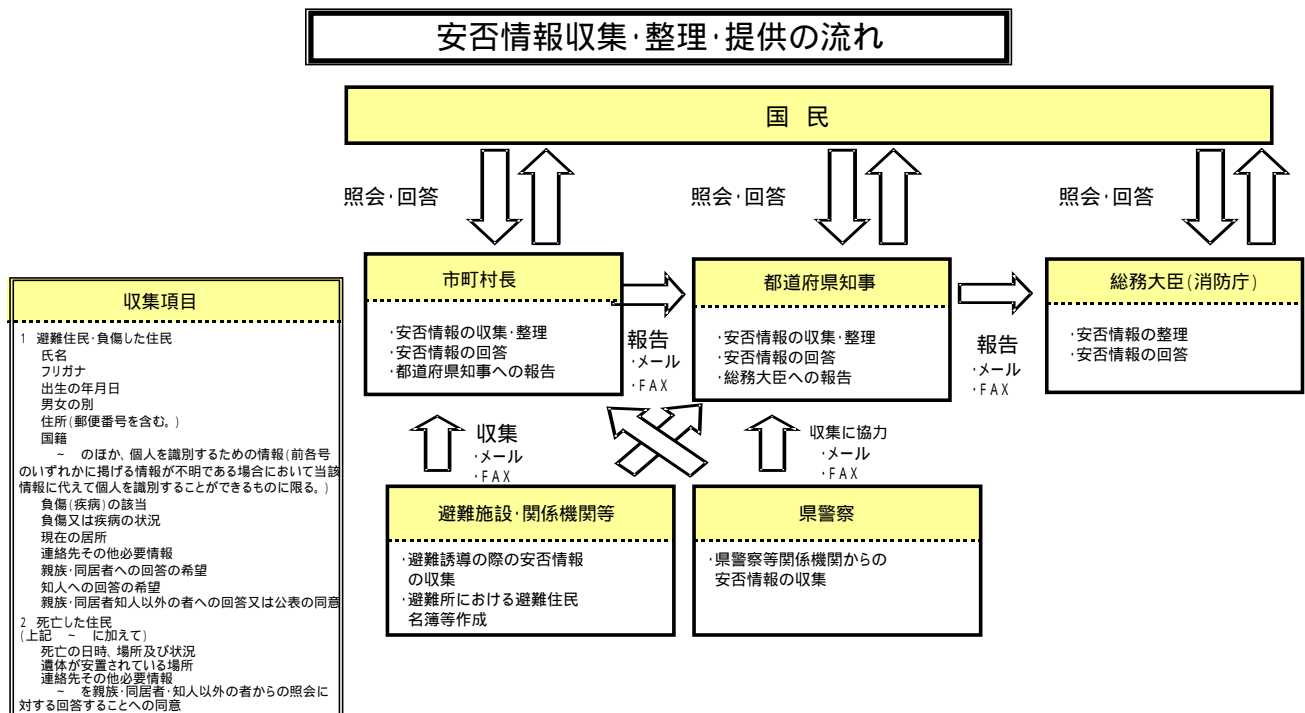 安否情報収集・整理・提供の流れ
国 民
照会・回答
照会・回答
照会・回答
市町村長
・安否情報の収集・整理
・安否情報の回答
・都道府県知事への報告
報告
・メール
・FAX
都道府県知事
・安否情報の収集・整理
・安否情報の回答
・総務大臣への報告
報告
・メール
・FAX
総務大臣(消防庁)
・安否情報の整理
・安否情報の回答
収集
・メール
・FAX
収集に協力
・メール
・FAX
避難施設・関係機関等
・避難誘導の際の安否情報
の収集
・避難所における避難住民
名簿等作成
県警察
・県警察等関係機関からの
安否情報の収集
収集項目
1 避難住民・負傷した住民
氏名
フリガナ
出生の年月日
男女の別
住所(郵便番号を含む。)
国籍
~ のほか、個人を識別するための情報(前各号
のいずれかに掲げる情報が不明である場合において当該
情報に代えて個人を識別することができるものに限る。)
負傷(疾病)の該当
負傷又は疾病の状況
現在の居所
連絡先その他必要情報
親族・同居者への回答の希望
知人への回答の希望
親族・同居者知人以外の者への回答又は公表の同意
2 死亡した住民
(上記 ~ に加えて)
死亡の日時、場所及び状況
遺体が安置されている場所
連絡先その他必要情報
~ を親族・同居者・知人以外の者からの照会に
対する回答することへの同意